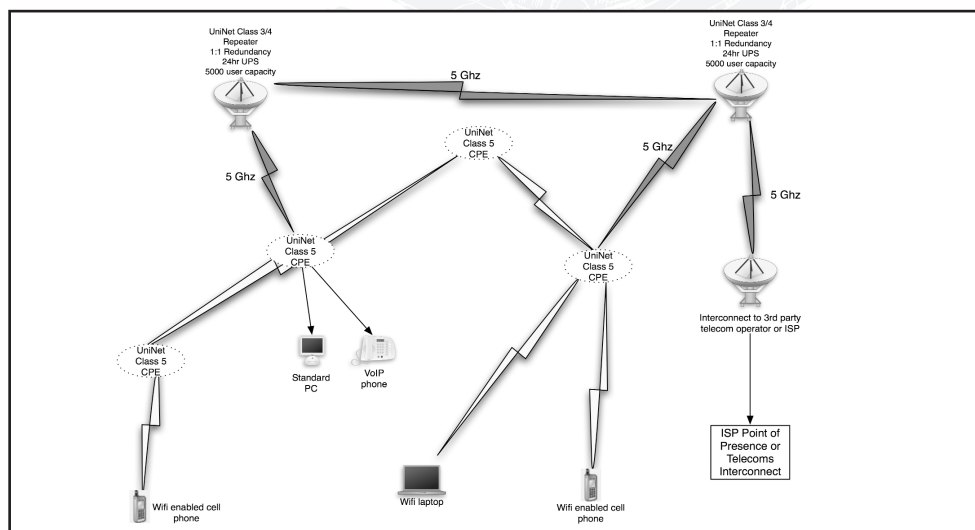 UniNet Class 3/4
Repeater
1:1 Redundancy
24hr UPS
5000 user capacity
UniNet Class 3/4
Repeater
1:1 Redundancy
24hr UPS
5000 user capacity
5 Ghz
UniNet
Class 5
CPE
5 Ghz
5 Ghz
5 Ghz
UniNet
Class 5
CPE
UniNet
Class 5
CPE
Interconnect to 3rd party
telecom operator or ISP
UniNet
Class 5
CPE
Standard
PC
VoIP
phone
ISP Point of
Presence or
Telecoms
Interconnect
Wifi enabled cell
phone
Wifi laptop
Wifi enabled cell
phone